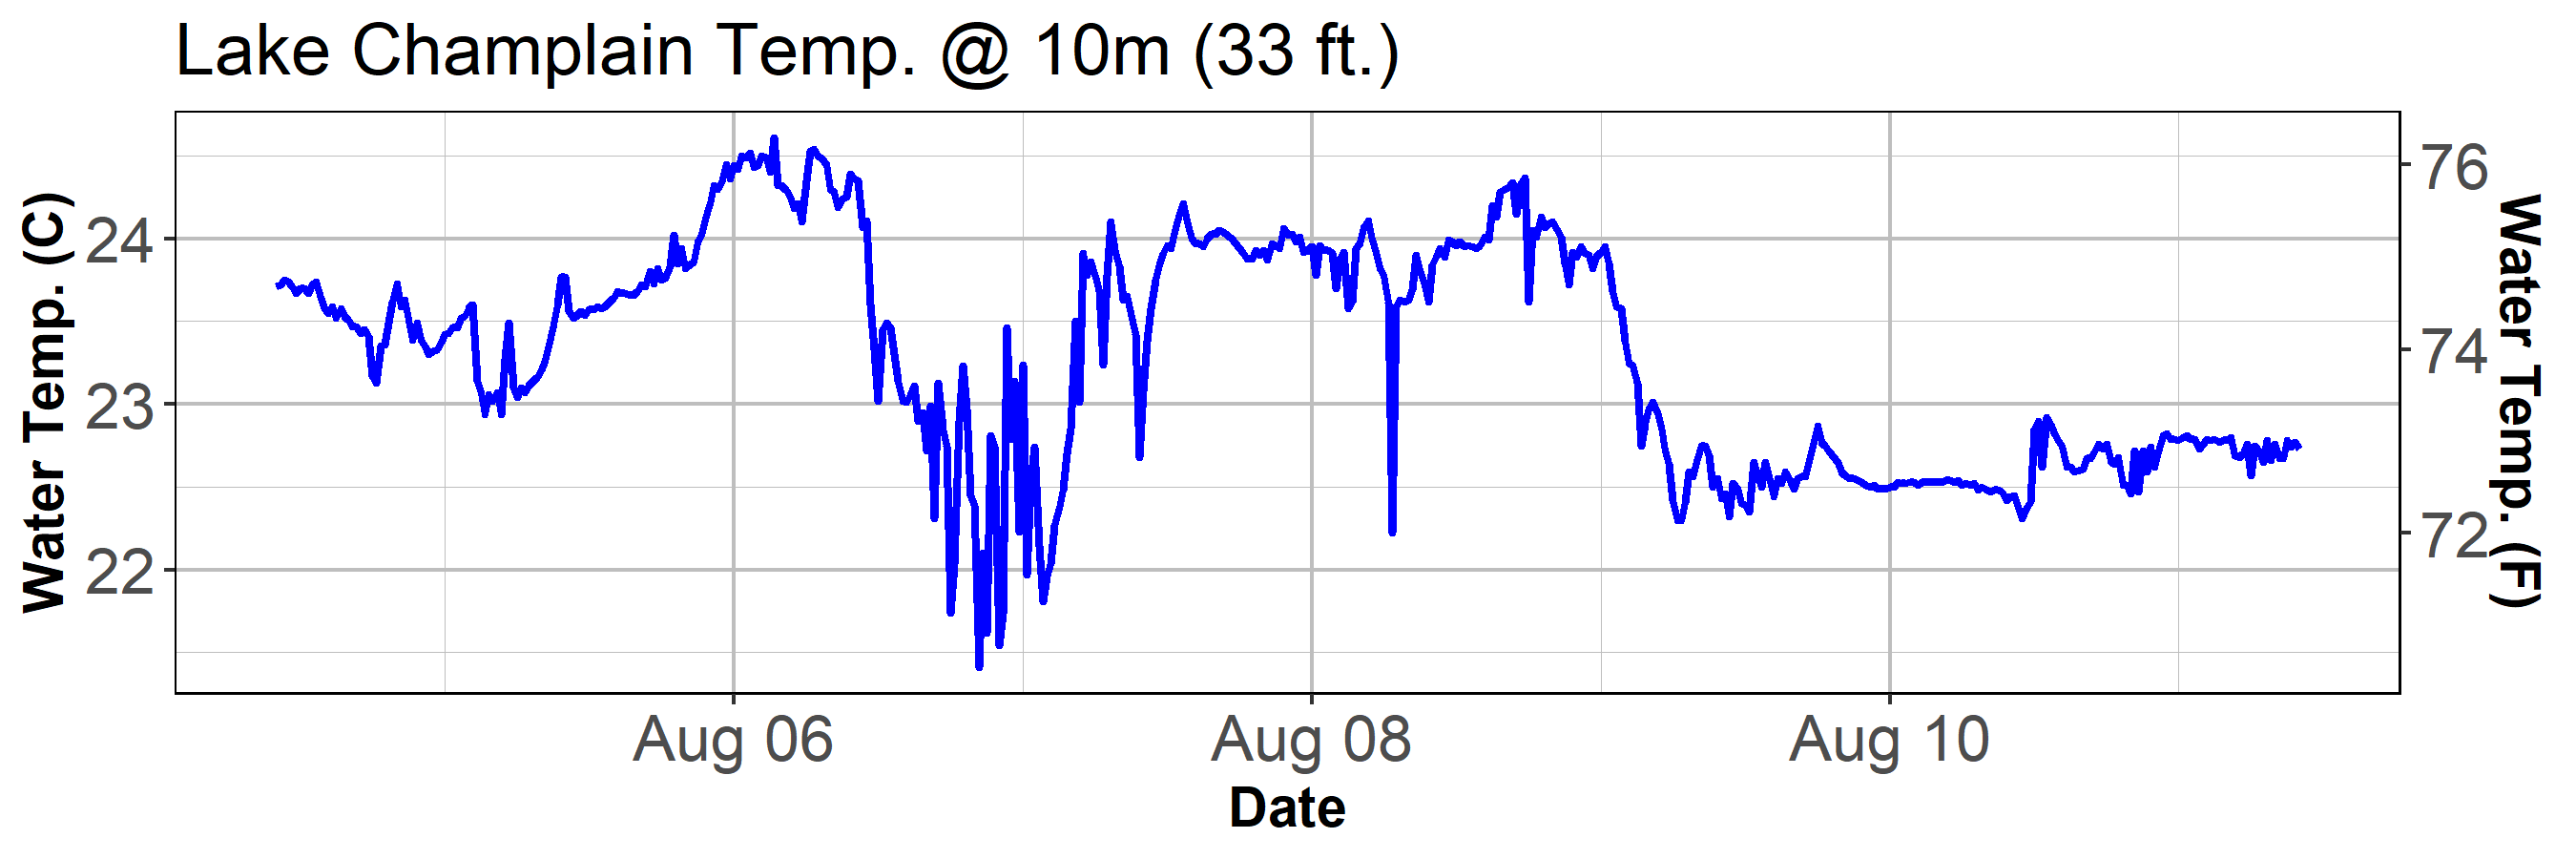 Lake Champlain Temp. @ 10m (33 ft.)
Water Temp. (C)
24
23
22
76
74
72
Water Temp. (F)
Aug 06
Aug 08
Aug 10
Date